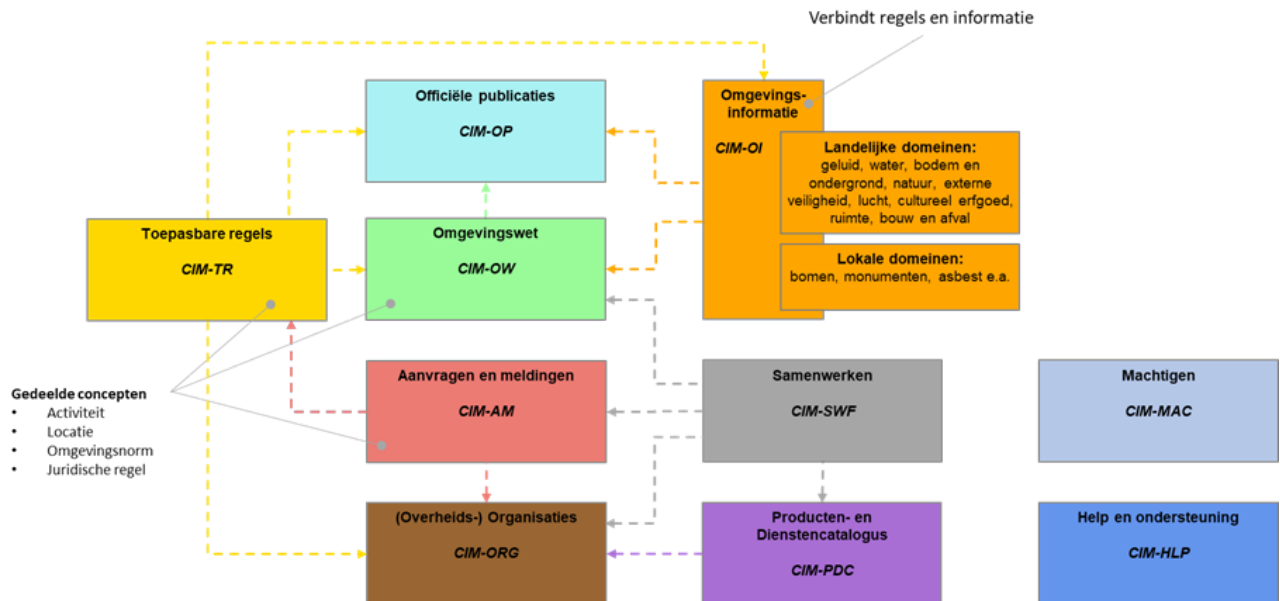 Verbindt regels en informatie
Officiële publicaties
CIM-OP
Omgevings-
informatie
CIM-OI
Landelijke domeinen:
geluid, water, bodem en
ondergrond, natuur, externe
veiligheid, lucht, cultureel erfgoed,
ruimte, bouw en afval
Lokale domeinen:
bomen, monumenten, asbest e.a.
Toepasbare regels
CIM-TR
Omgevingswet
CIM-OW
Gedeelde concepten
• Activiteit
• Locatie
• Omgevingsnorm
• Juridische regel
Aanvragen en meldingen
CIM-AM
Samenwerken
CIM-SWF
Machtigen
CIM-MAC
(Overheids-) Organisaties
CIM-ORG
Producten- en
Dienstencatalogus
CIM-PDC
Help en ondersteuning
CIM-HLP